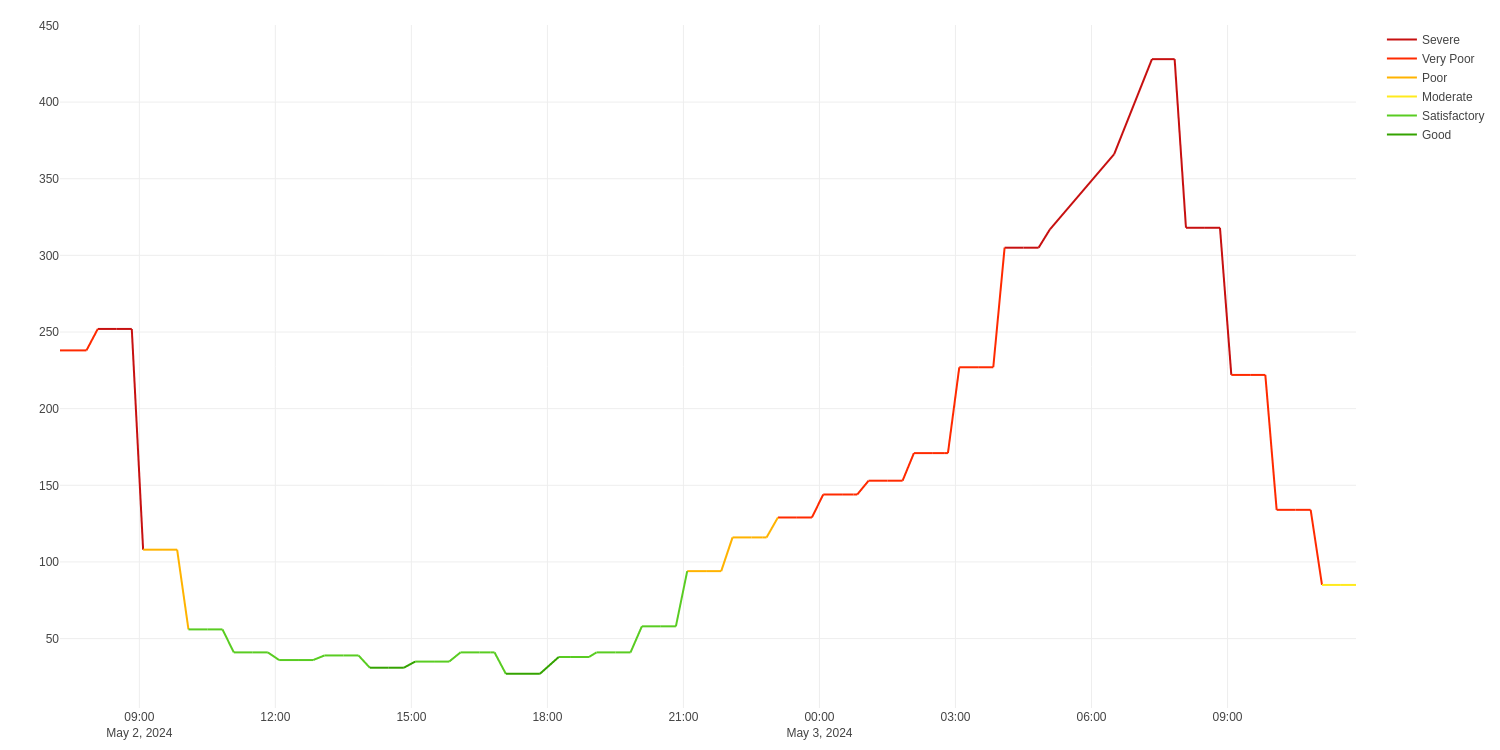 450
400
350
300
250
200
150
100
50
09:00
May 2, 2024
12:00
15:00
18:00
21:00
00:00
May 3, 2024
03:00
06:00
09:00
Severe
Very Poor
Poor
Moderate
Satisfactory
Good